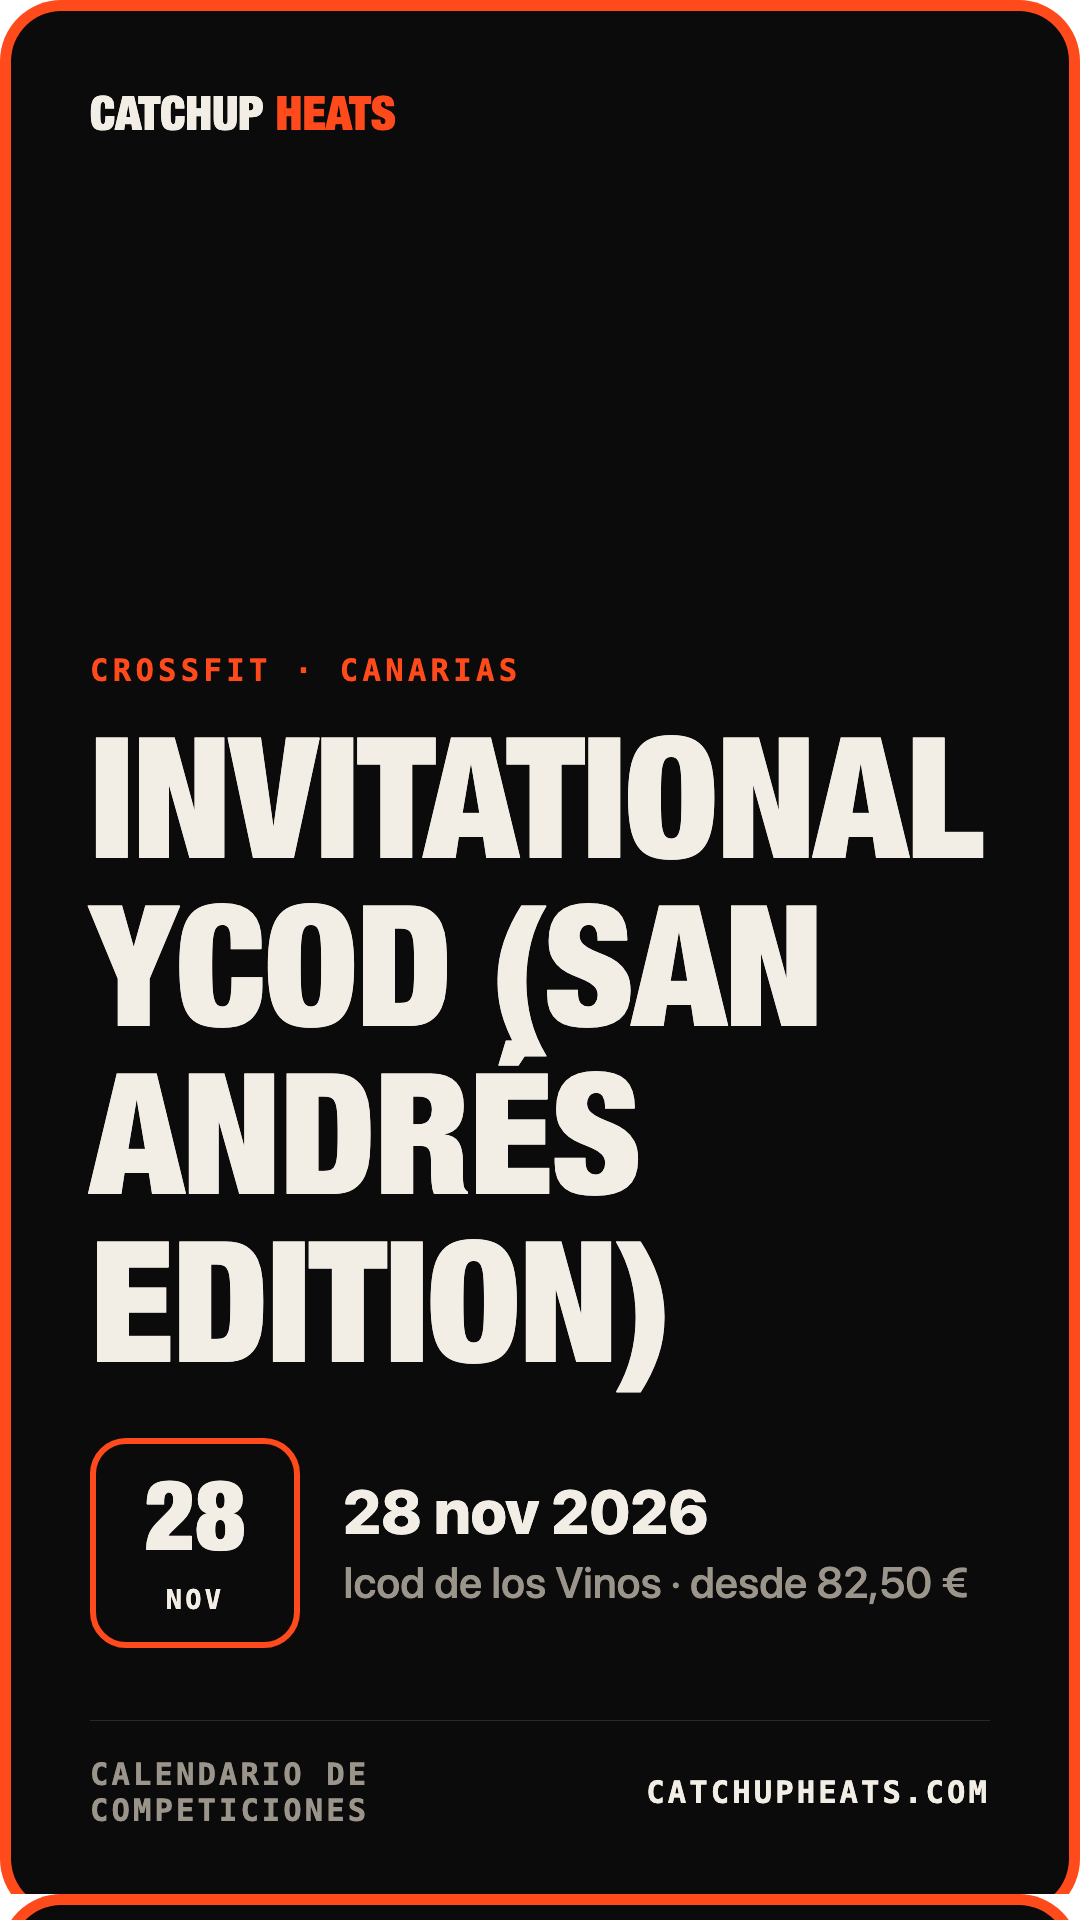 CATCHUP HEATS
CROSSFIT · CANARIAS
INVITATIONAL
YCOD (SAN
ANDRÉS
EDITION)
28
NOV
28 nov 2026
Icod de los Vinos · desde 82,50 €
CALENDARIO DE
COMPETICIONES
CATCHUPHEATS.COM